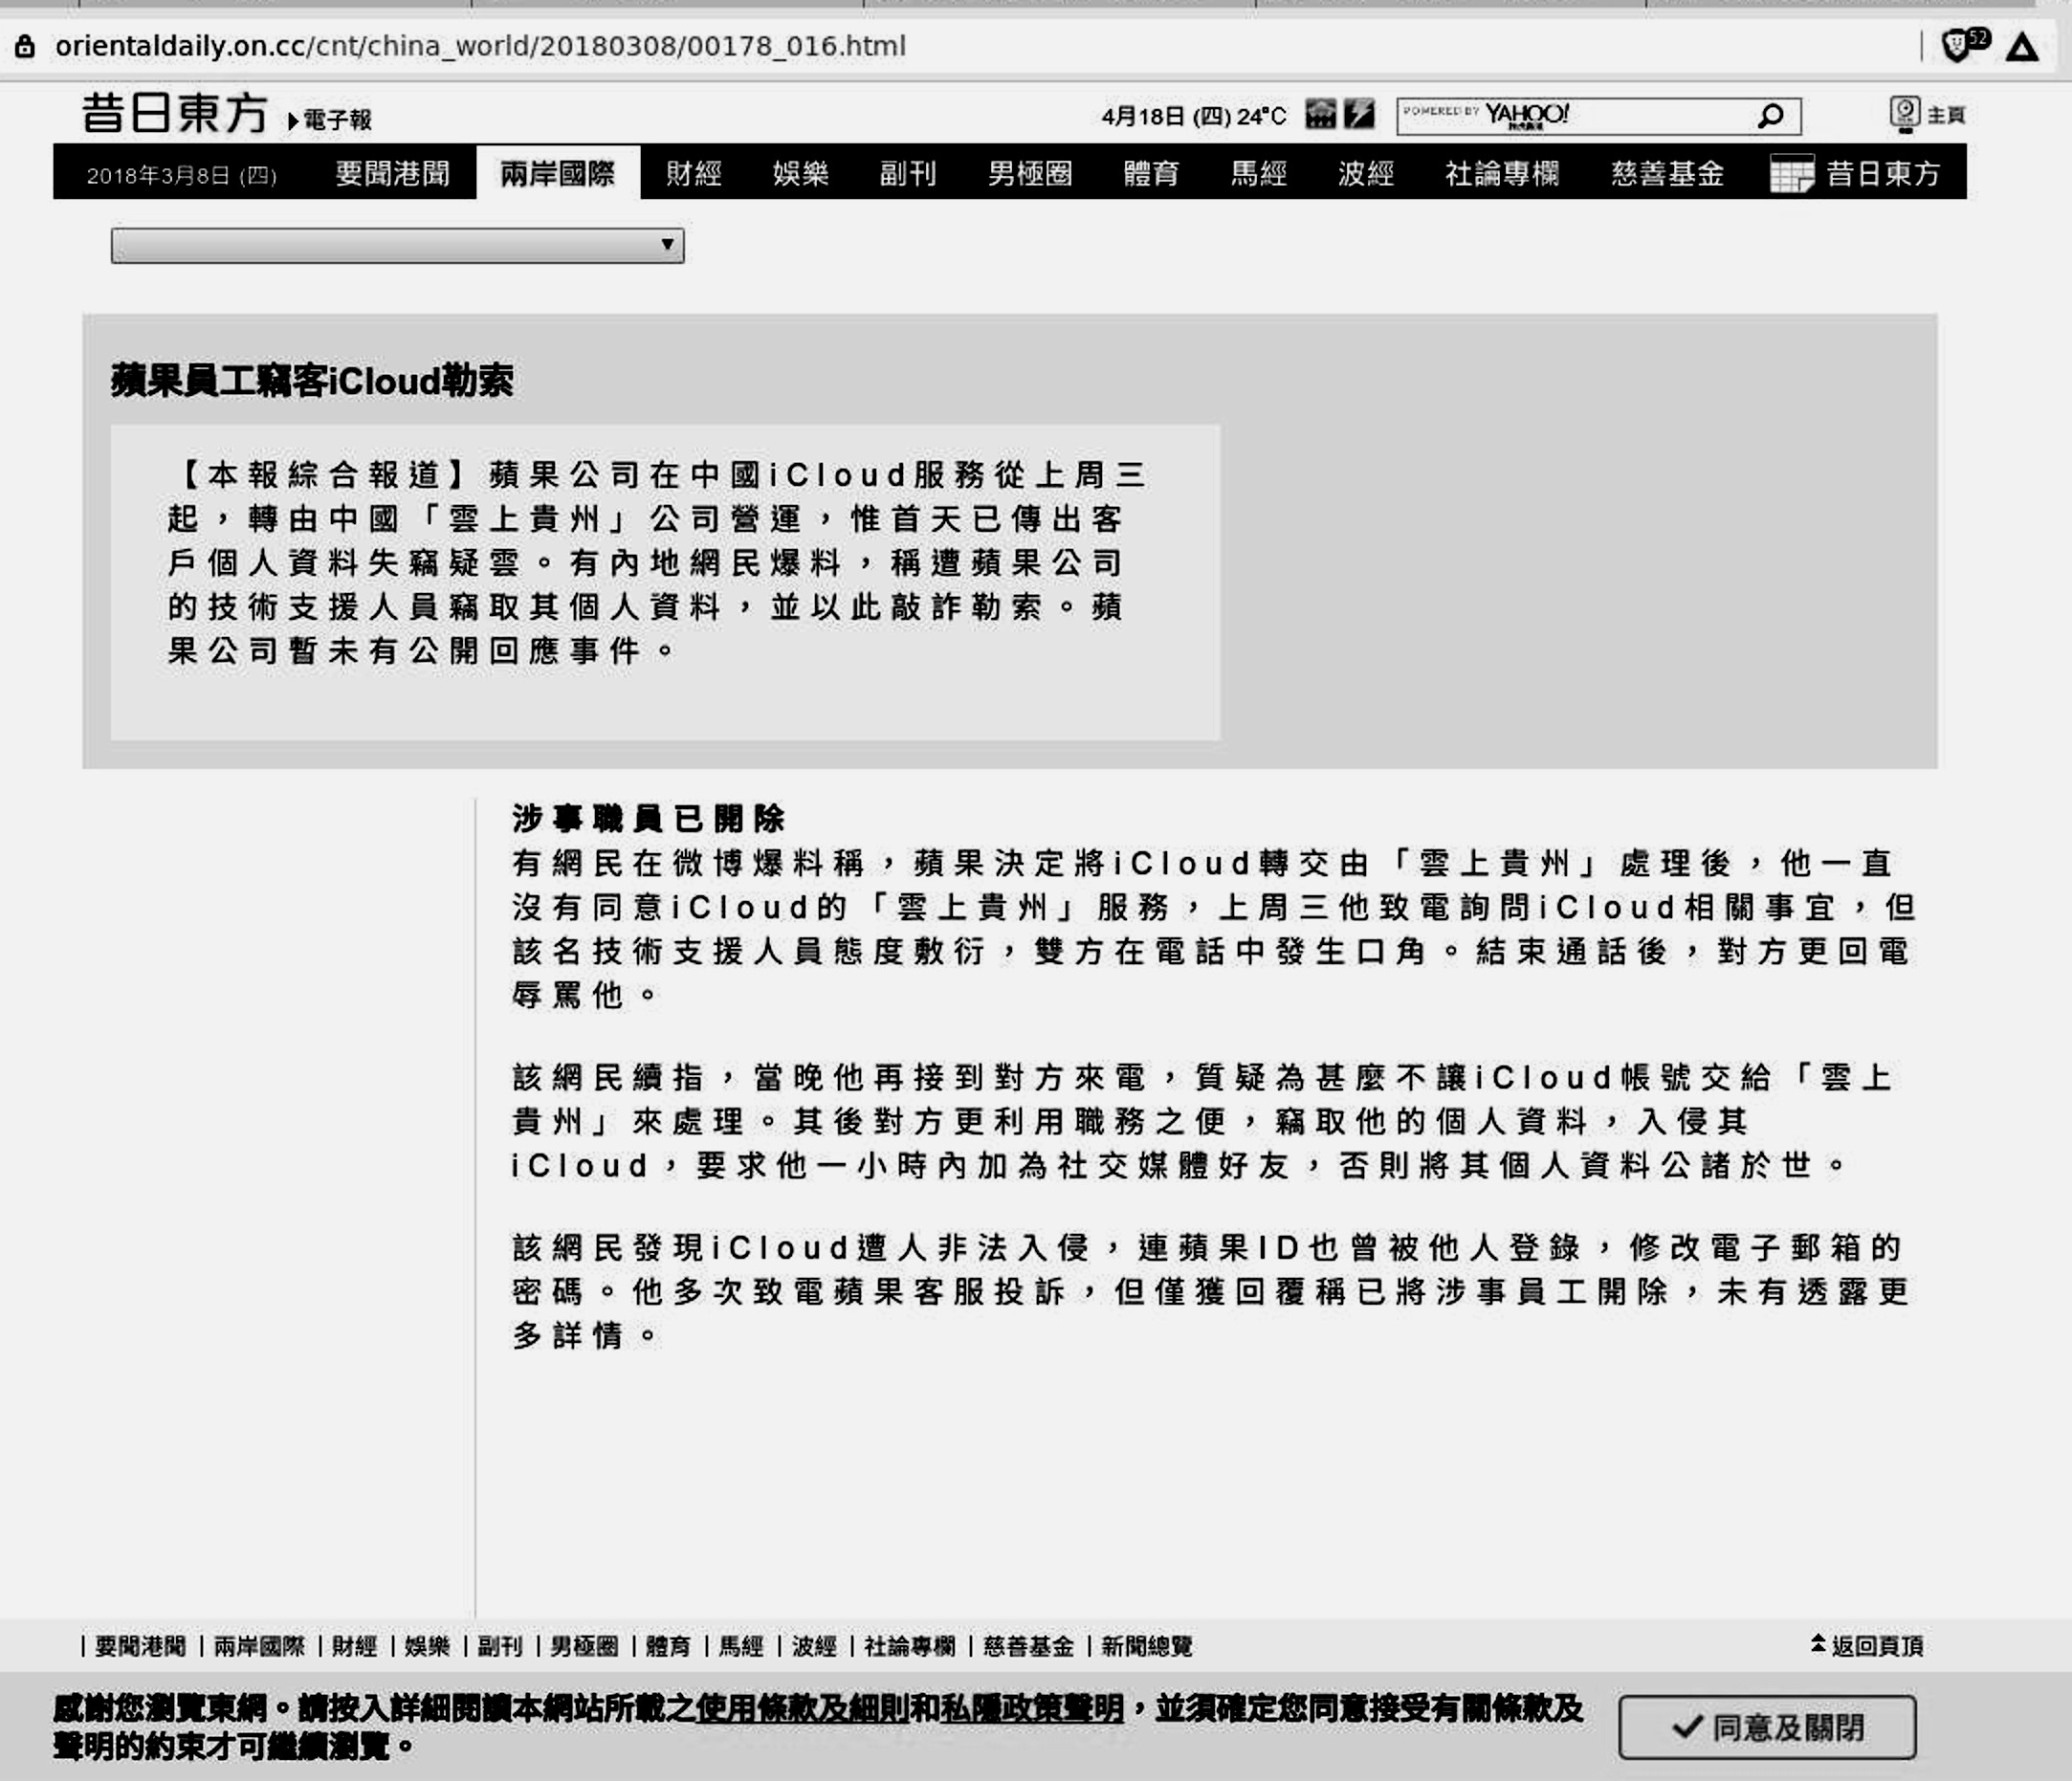 orientaldaily.on.cc/cnt/china_world/20180308/00178_016.html
52
昔日東方 電子報
4月18日 (四) 24°C
POWERED BY YAHOO!
主頁
2018年3月8日 (四) 要聞港聞 兩岸國際 財經 娛樂 副刊 男極圈 體育 馬經 波經 社論專欄 慈善基金 昔日東方
蘋果員工竊客iCloud勒索
【本報綜合報道】蘋果公司在中國iCloud服務從上周三
起，轉由中國「雲上貴州」公司營運，惟首天已傳出客
戶個人資料失竊疑雲。有內地網民爆料，稱遭蘋果公司
的技術支援人員竊取其個人資料，並以此敲詐勒索。蘋
果公司暫未有公開回應事件。
涉事職員已開除
有網民在微博爆料稱，蘋果決定將iCloud轉交由「雲上貴州」處理後，他一直
沒有同意iCloud的「雲上貴州」服務，上周三他致電詢問iCloud相關事宜，但
該名技術支援人員態度敷衍，雙方在電話中發生口角。結束通話後，對方更回電
辱罵他。
該網民續指，當晚他再接到對方來電，質疑為甚麼不讓iCloud帳號交給「雲上
貴州」來處理。其後對方更利用職務之便，竊取他的個人資料，入侵其
iCloud，要求他一小時內加為社交媒體好友，否則將其個人資料公諸於世。
該網民發現iCloud遭人非法入侵，連蘋果ID也曾被他人登錄，修改電子郵箱的
密碼。他多次致電蘋果客服投訴，但僅獲回覆稱已將涉事員工開除，未有透露更
多詳情。
| 要聞港聞 | 兩岸國際 | 財經 | 娛樂 | 副刊 | 男極圈 | 體育 | 馬經 | 波經 | 社論專欄 | 慈善基金 | 新聞總覽
返回頁頂
感謝您瀏覽東網。請按入詳細閱讀本網站所載之使用條款及細則和私隱政策聲明，並須確定您同意接受有關條款及
聲明的約束才可繼續瀏覽。
同意及關閉